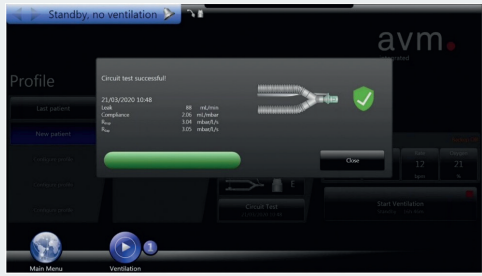 Standby, no ventilation
avm
integrated
Profile
Circuit test successful!
21/03/2020 10:48
Leak 88 mL/min
Compliance 2.06 mL/mbar
Rinsp 3.04 mbar/L/s
Rexp 3.05 mbar/L/s
Last patient
New patient
12
21
bpm
%
Close
Circuit Test
Start Ventilation
Main Menu
Ventilation
1